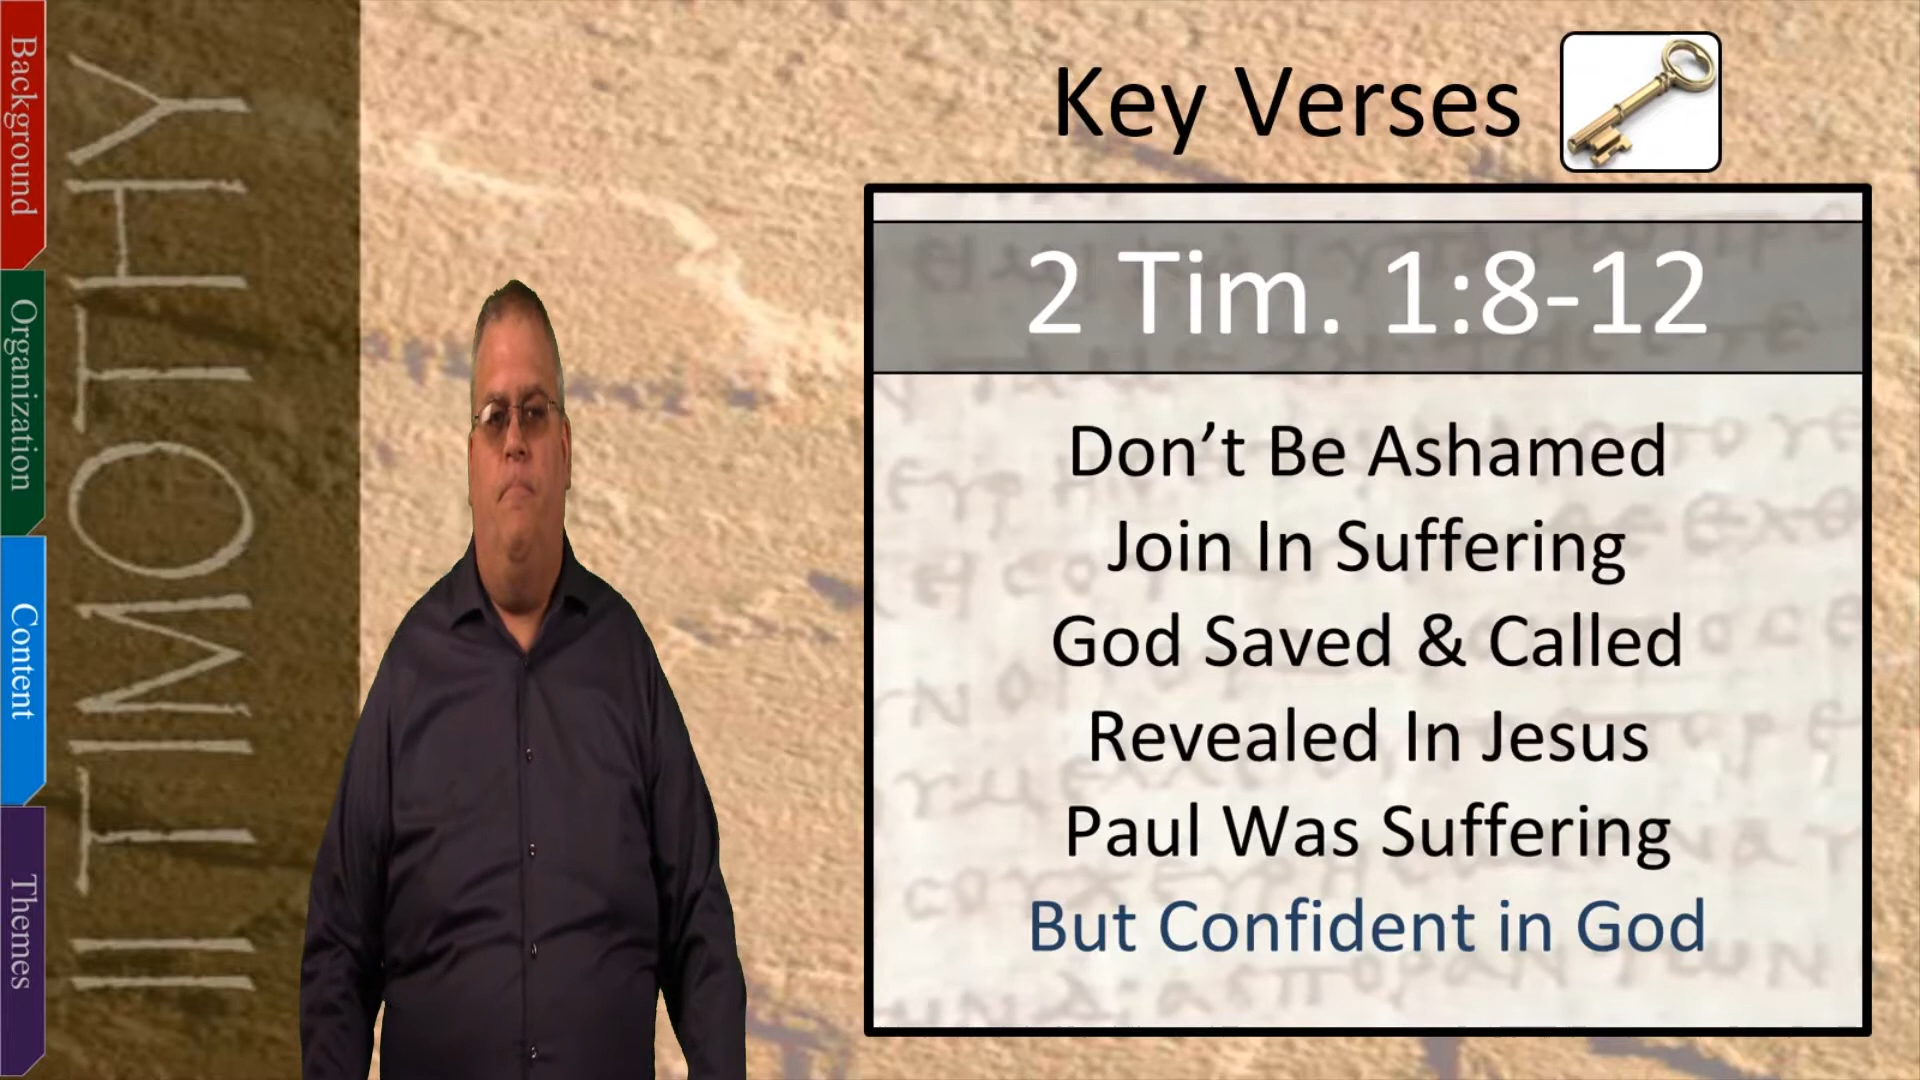 Background
Organization
Content
Themes
II TIMOTHY
Key Verses
2 Tim. 1:8-12
Don’t Be Ashamed
Join In Suffering
God Saved & Called
Revealed In Jesus
Paul Was Suffering
But Confident in God